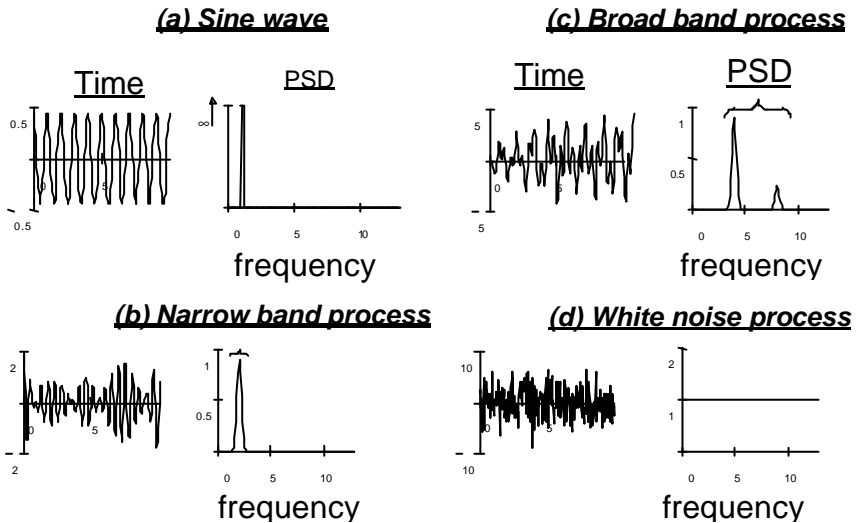 (a) Sine wave
Time
PSD
0.5
0.5
∞
0
5
0
5
10
frequency
(c) Broad band process
Time
PSD
5
5
0
5
1
0.5
0
5
10
frequency
(b) Narrow band process
2
2
0
5
1
0.5
0
5
10
frequency
(d) White noise process
10
10
0
5
2
1
0
5
10
frequency